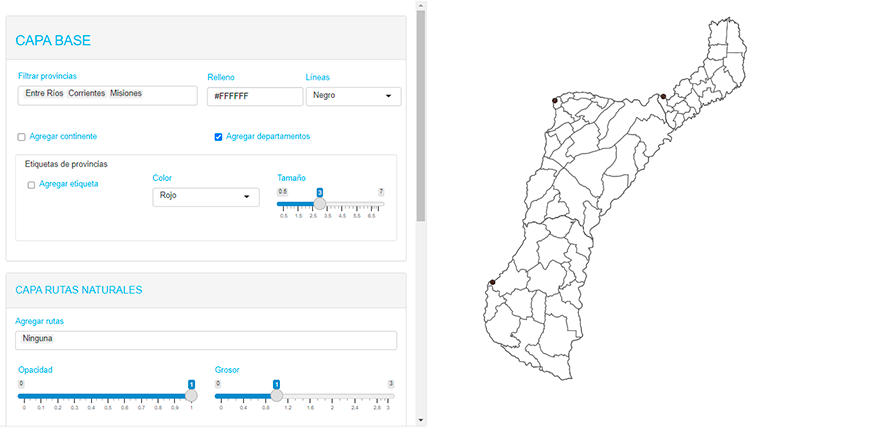 CAPA BASE
Filtrar provincias Relleno Líneas
Entre Ríos Corrientes Misiones #FFFFFF Negro
Agregar continente Agregar departamentos
Etiquetas de provincias
Agregar etiqueta Color Tamaño
Rojo 0.5 3 7
0.5 1.5 2.5 3.5 4.5 5.5 6.5
CAPA RUTAS NATURALES
Agregar rutas
Ninguna
Opacidad Grosor
0 1 0 1 3
0 0.1 0.2 0.3 0.4 0.5 0.6 0.7 0.8 0.9 1 0 0.4 1.2 1.6 2 2.4 2.8 3